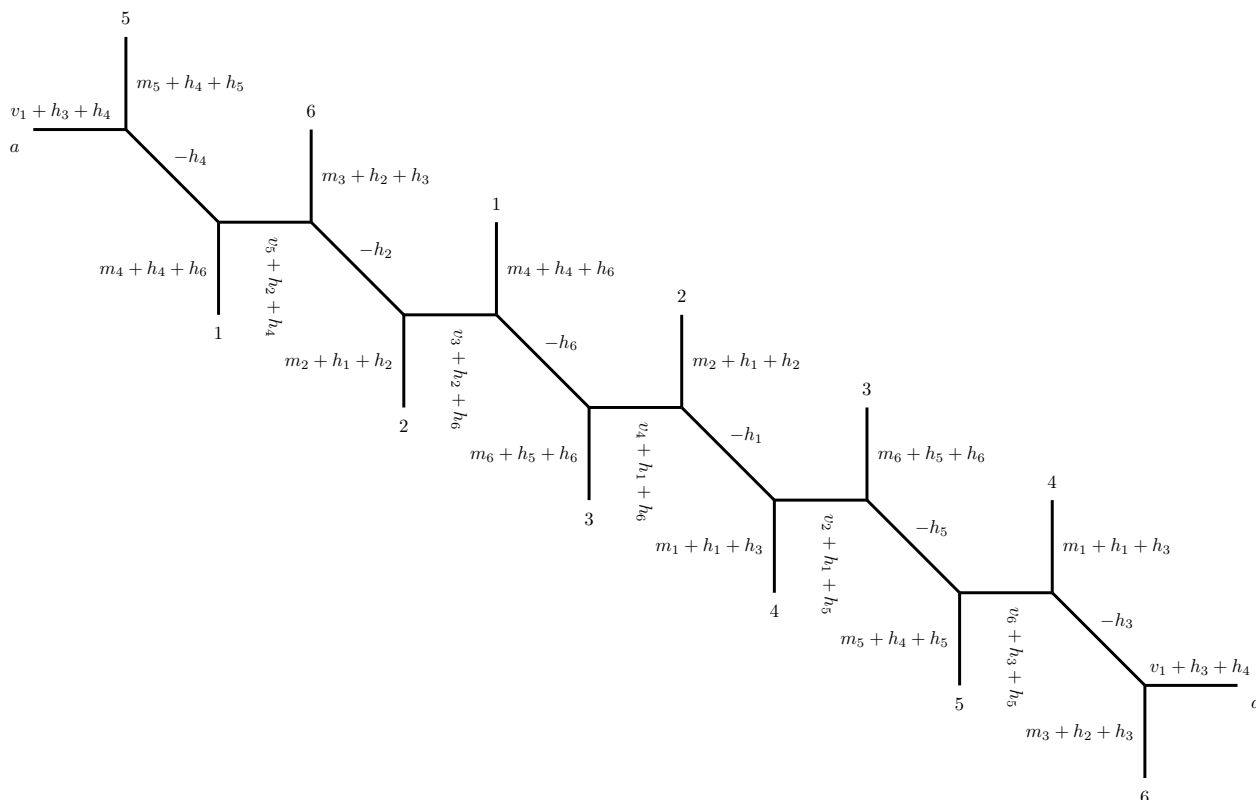 5
$m_5 + h_4 + h_5$
$v_1 + h_3 + h_4$
6
$a$
$-h_4$
$m_3 + h_2 + h_3$
1
$-h_2$
$m_4 + h_4 + h_6$
$v_5 + h_2 + h_4$
$m_4 + h_4 + h_6$
2
1
$-h_6$
$m_2 + h_1 + h_2$
$v_3 + h_2 + h_6$
$m_2 + h_1 + h_2$
3
2
$-h_1$
$m_6 + h_5 + h_6$
$v_4 + h_1 + h_6$
$m_6 + h_5 + h_6$
4
3
$-h_5$
$m_1 + h_1 + h_3$
$v_2 + h_1 + h_5$
$m_1 + h_1 + h_3$
4
$-h_3$
$m_5 + h_4 + h_5$
$v_6 + h_3 + h_5$
$v_1 + h_3 + h_4$
5
$m_3 + h_2 + h_3$
6